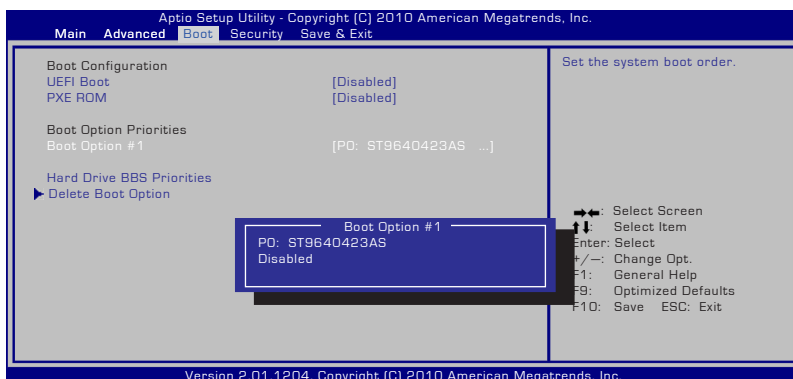 Aptio Setup Utility - Copyright (C) 2010 American Megatrends, Inc.
Main Advanced Boot Security Save & Exit
Boot Configuration
UEFI Boot [Disabled]
PXE ROM [Disabled]
Boot Option Priorities
Boot Option #1 [P0: ST9640423AS ...]
Hard Drive BBS Priorities
Delete Boot Option
Boot Option #1
P0: ST9640423AS
Disabled
Set the system boot order.
→←: Select Screen
↑↓: Select Item
Enter: Select
+/—: Change Opt.
F1: General Help
F9: Optimized Defaults
F10: Save ESC: Exit
Version 2.01.1204. Copyright (C) 2010 American Megatrends, Inc.